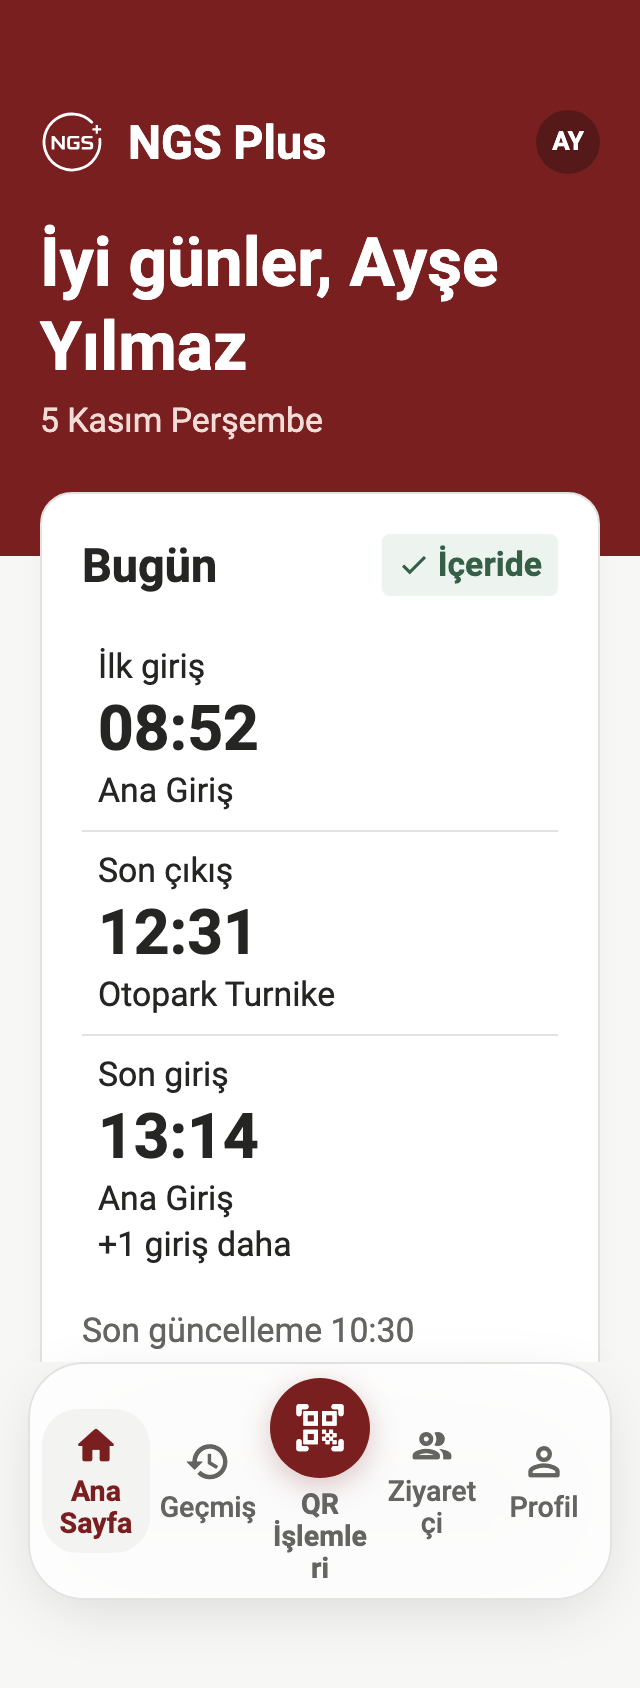 NGS+
NGS Plus
AY
İyi günler, Ayşe
Yılmaz
5 Kasım Perşembe
Bugün
İçeride
İlk giriş
08:52
Ana Giriş
Son çıkış
12:31
Otopark Turnike
Son giriş
13:14
Ana Giriş
+1 giriş daha
Son güncelleme 10:30
Ana
Sayfa
Geçmiş
QR
İşlemle
ri
Ziyaret
çi
Profil